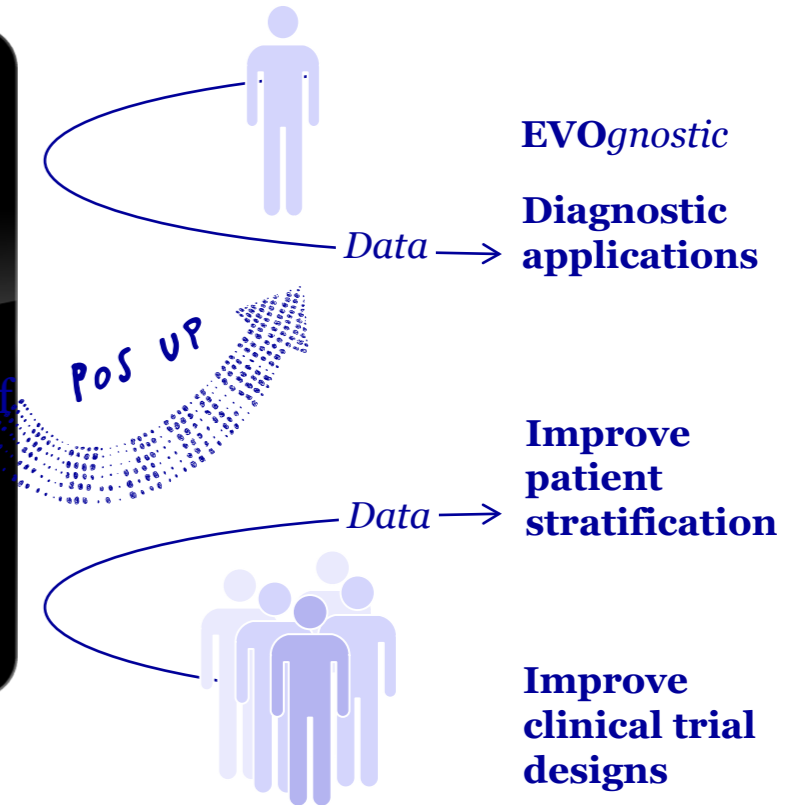 EVOgnostic
Diagnostic
Data
applications
POS UP
f
Improve
patient
Data
stratification
Improve
clinical trial
designs